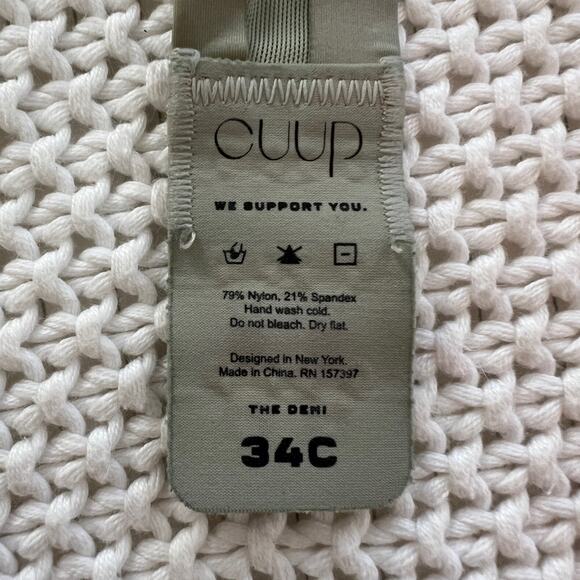 cuup
WE SUPPORT YOU.
79% Nylon, 21% Spandex
Hand wash cold.
Do not bleach. Dry flat.
Designed in New York.
Made in China. RN 157397
THE DEMI
34C